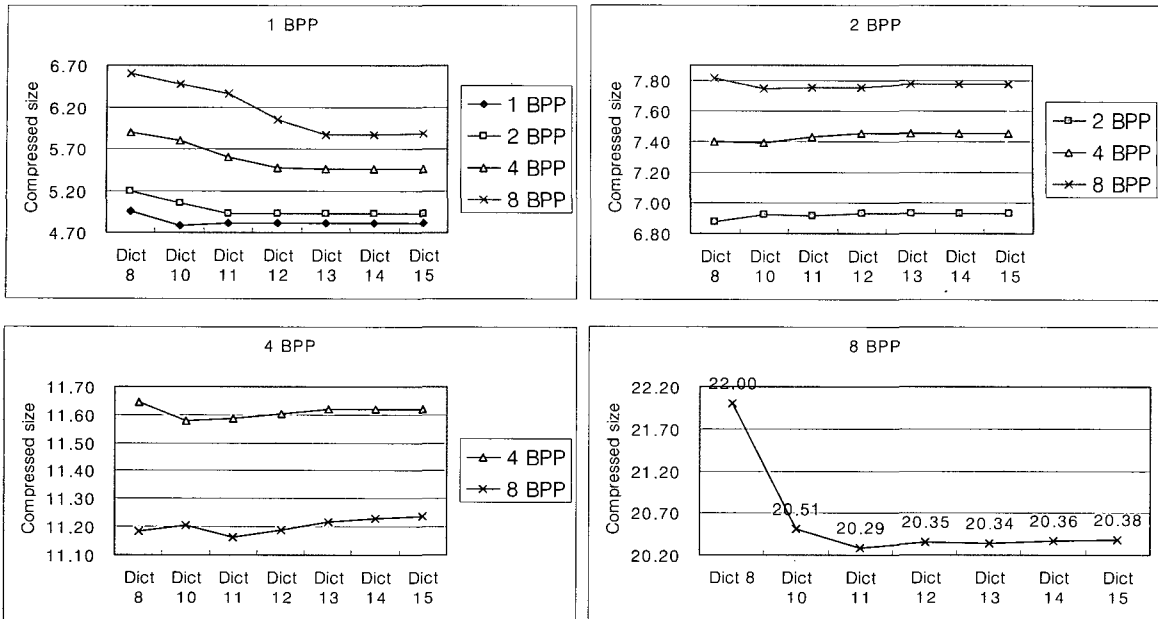 1 BPP
Compressed size
6.70
6.20
5.70
5.20
4.70
Dict 8
Dict 10
Dict 11
Dict 12
Dict 13
Dict 14
Dict 15
1 BPP
2 BPP
4 BPP
8 BPP
2 BPP
Compressed size
7.80
7.60
7.40
7.20
7.00
6.80
Dict 8
Dict 10
Dict 11
Dict 12
Dict 13
Dict 14
Dict 15
2 BPP
4 BPP
8 BPP
4 BPP
Compressed size
11.70
11.60
11.50
11.40
11.30
11.20
11.10
Dict 8
Dict 10
Dict 11
Dict 12
Dict 13
Dict 14
Dict 15
4 BPP
8 BPP
8 BPP
Compressed size
22.20
21.70
21.20
20.70
20.20
22.00
20.51
20.29
20.35
20.34
20.36
20.38
Dict 8
Dict 10
Dict 11
Dict 12
Dict 13
Dict 14
Dict 15